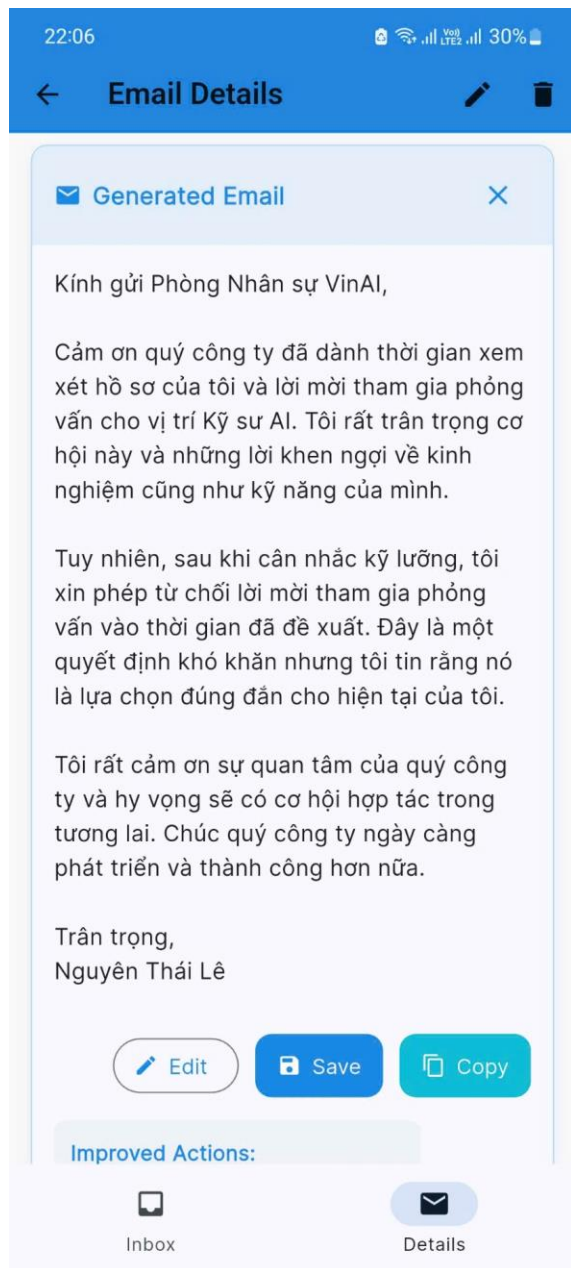 22:06
Vo)) LTE2 30%
Email Details
Generated Email
Kính gửi Phòng Nhân sự VinAI,
Cảm ơn quý công ty đã dành thời gian xem
xét hồ sơ của tôi và lời mời tham gia phỏng
vấn cho vị trí Kỹ sư AI. Tôi rất trân trọng cơ
hội này và những lời khen ngợi về kinh
nghiệm cũng như kỹ năng của mình.
Tuy nhiên, sau khi cân nhắc kỹ lưỡng, tôi
xin phép từ chối lời mời tham gia phỏng
vấn vào thời gian đã đề xuất. Đây là một
quyết định khó khăn nhưng tôi tin rằng nó
là lựa chọn đúng đắn cho hiện tại của tôi.
Tôi rất cảm ơn sự quan tâm của quý công
ty và hy vọng sẽ có cơ hội hợp tác trong
tương lai. Chúc quý công ty ngày càng
phát triển và thành công hơn nữa.
Trân trọng,
Nguyên Thái Lê
Edit Save Copy
Improved Actions:
Inbox Details